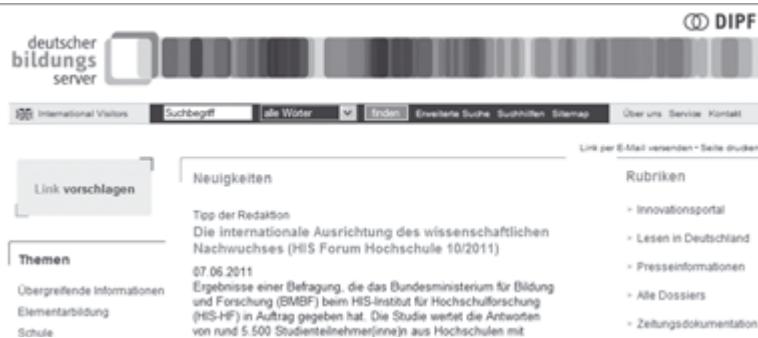 DIPF
deutscher
bildungs
server
International Visitors
Suchbegriff
alle Wörter
finden
Erweiterte Suche Suchhilfen Sitemap
Über uns Service Kontakt
Link per E-Mail versenden - Seite drucken
Link vorschlagen
Themen
Übergreifende Informationen
Elementarbildung
Schule
Neuigkeiten
Tipp der Redaktion
Die internationale Ausrichtung des wissenschaftlichen
Nachwuchses (HIS Forum Hochschule 10/2011)
07.06.2011
Ergebnisse einer Befragung, die das Bundesministerium für Bildung
und Forschung (BMBF) beim HIS-Institut für Hochschulforschung
(HIS-HF) in Auftrag gegeben hat. Die Studie wertet die Antworten
von rund 5.500 Studienteilnehmer(inne)n aus Hochschulen mit
Rubriken
Innovationsportal
Lesen in Deutschland
Presseinformationen
Alle Dossiers
Zeitungsdokumentation